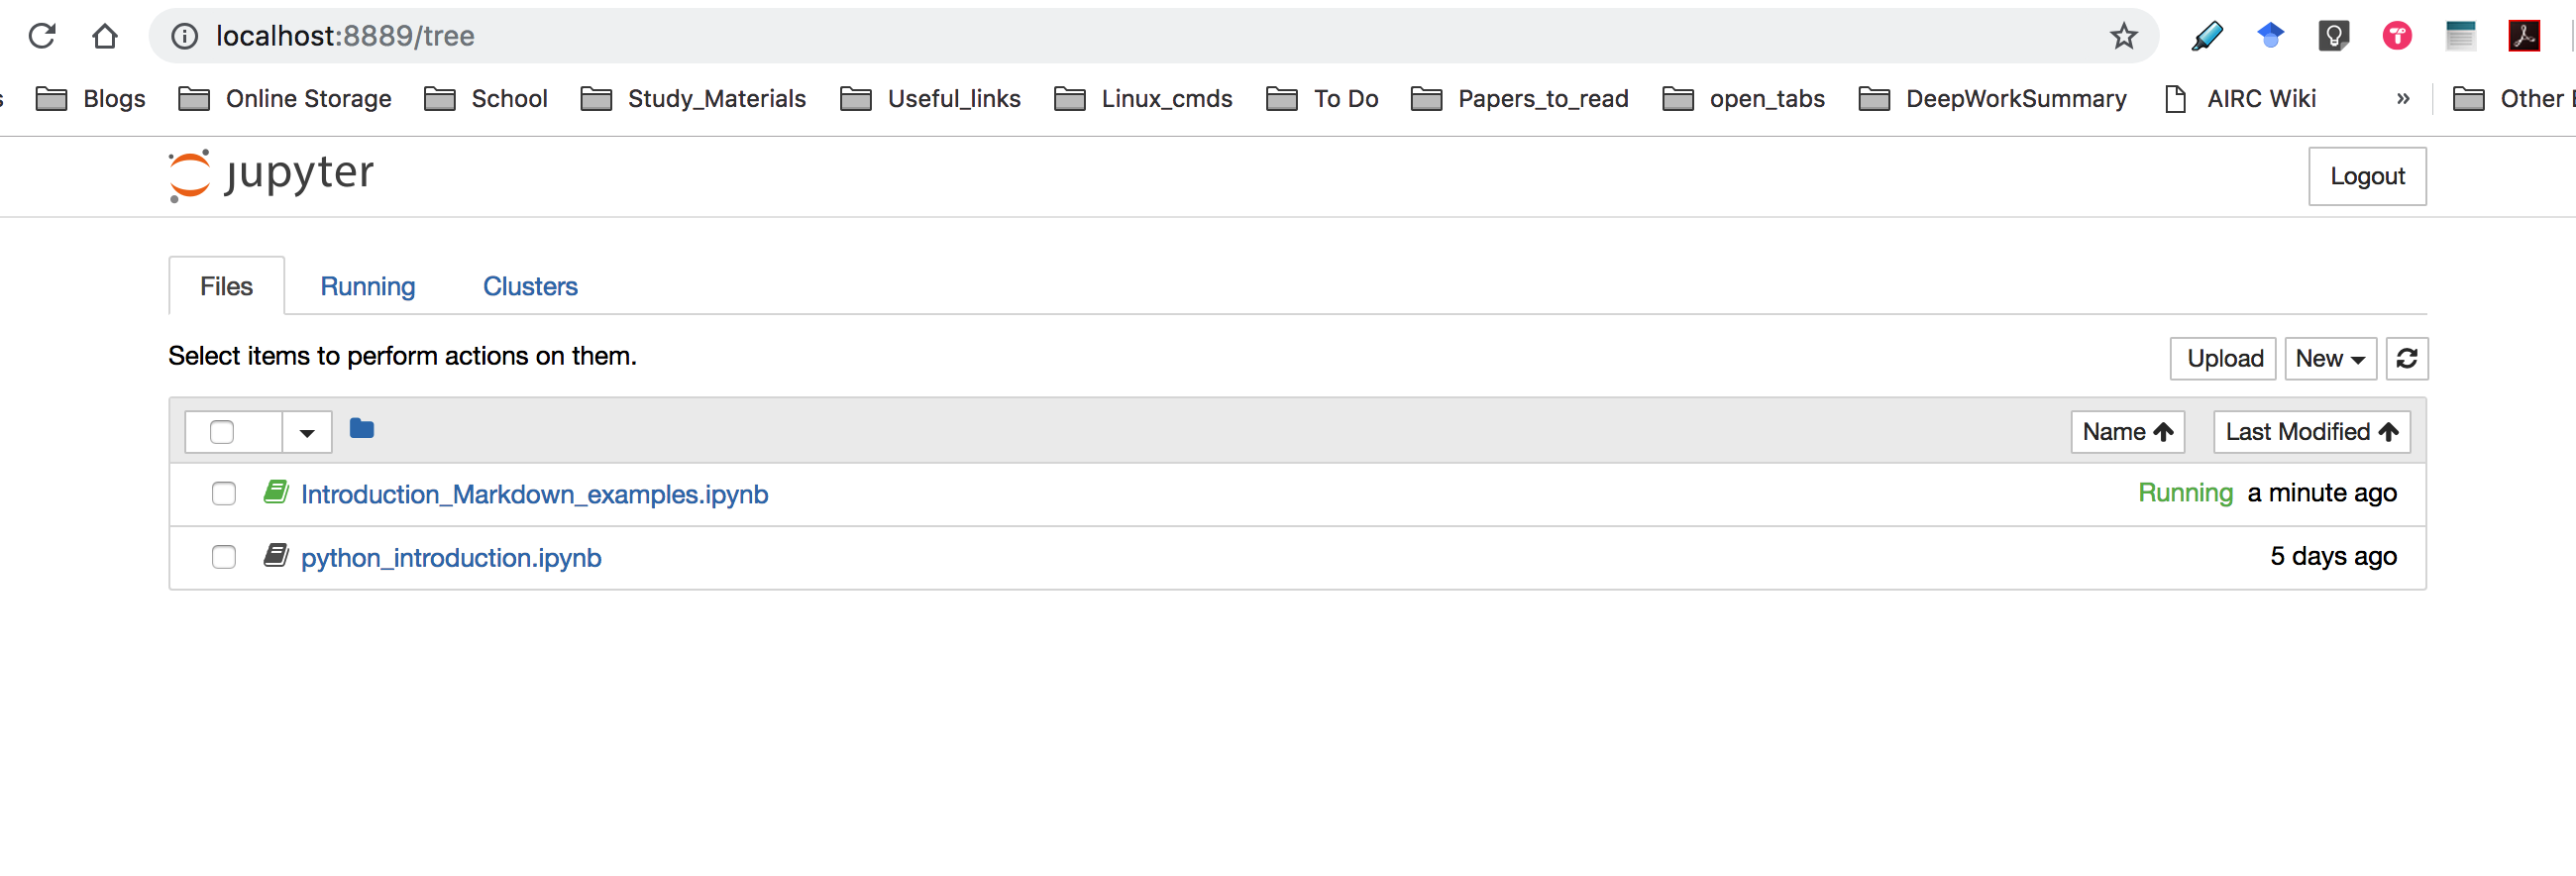 localhost:8889/tree
s Blogs Online Storage School Study_Materials Useful_links Linux_cmds To Do Papers_to_read open_tabs DeepWorkSummary AIRC Wiki » Other
jupyter Logout
Files Running Clusters
Select items to perform actions on them. Upload New
Name Last Modified
Introduction_Markdown_examples.ipynb Running a minute ago
python_introduction.ipynb 5 days ago